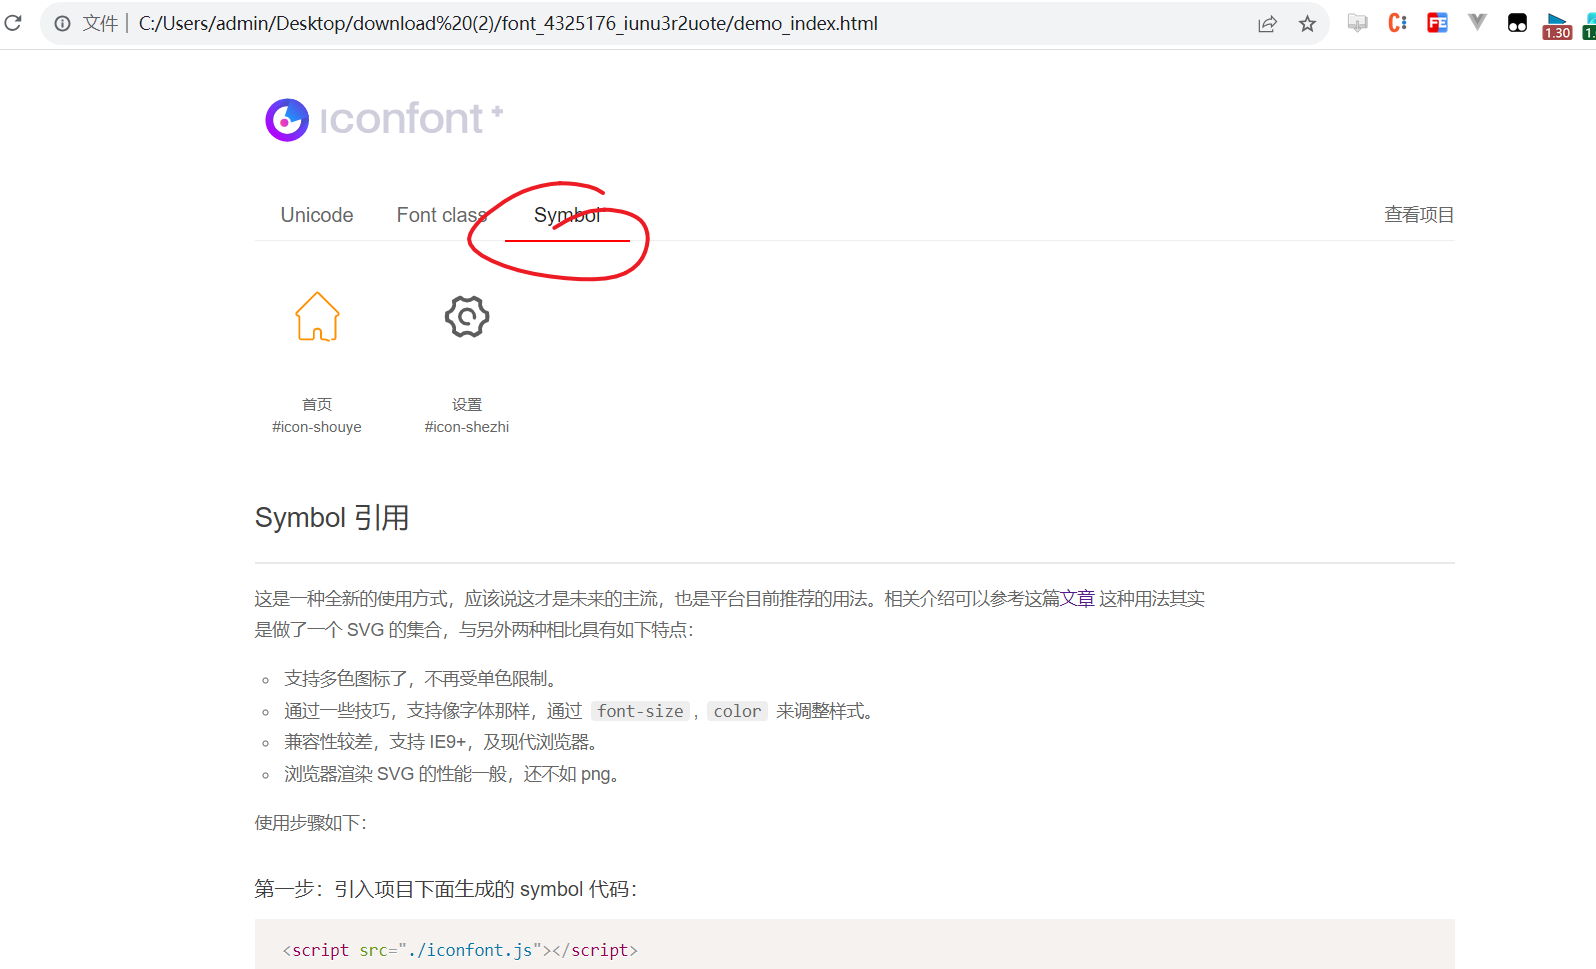 文件 C:/Users/admin/Desktop/download%20(2)/font_4325176_iunu3r2uote/demo_index.html
1.30
1.
iconfont+
Unicode Font class Symbol 查看项目
首页 设置
#icon-shouye #icon-shezhi
Symbol 引用
这是一种全新的使用方式，应该说这才是未来的主流，也是平台目前推荐的用法。相关介绍可以参考这篇文章 这种用法其实
是做了一个 SVG 的集合，与另外两种相比具有如下特点：
支持多色图标了，不再受单色限制。
通过一些技巧，支持像字体那样，通过 font-size, color 来调整样式。
兼容性较差，支持 IE9+，及现代浏览器。
浏览器渲染 SVG 的性能一般，还不如 png。
使用步骤如下：
第一步：引入项目下面生成的 symbol 代码：
<script src="./iconfont.js"></script>